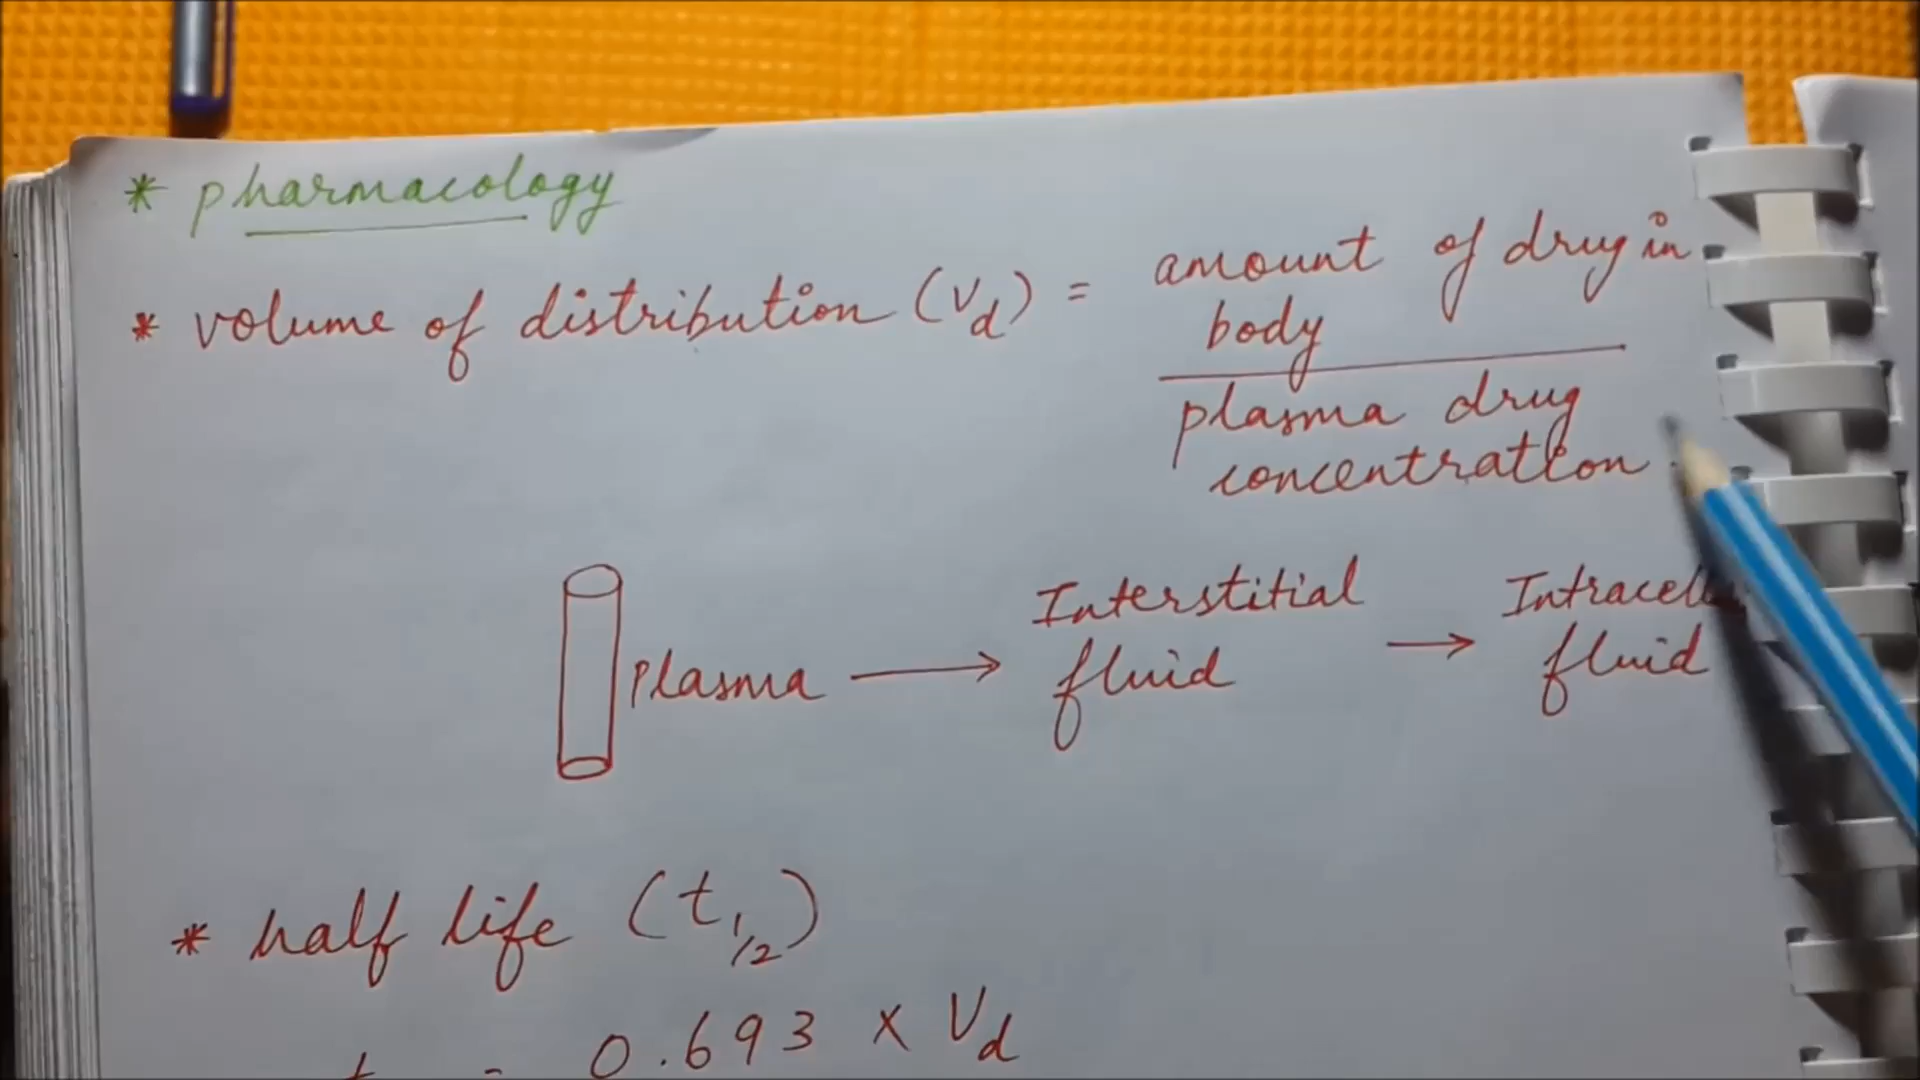 * pharmacology
* volume of distribution (Vd) = amount of drug in body
plasma drug concentration
plasma → Interstitial fluid → fluid
* half life (t1/2)
0.693 x Vd